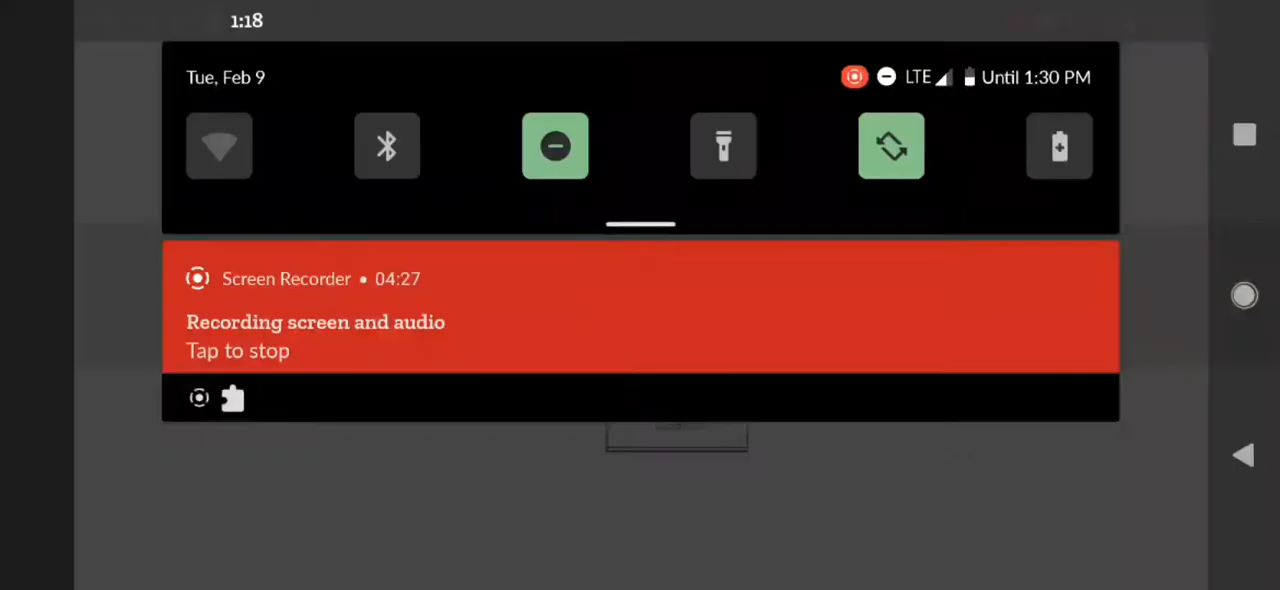 1:18
Tue, Feb 9
LTE Until 1:30 PM
Screen Recorder • 04:27
Recording screen and audio
Tap to stop